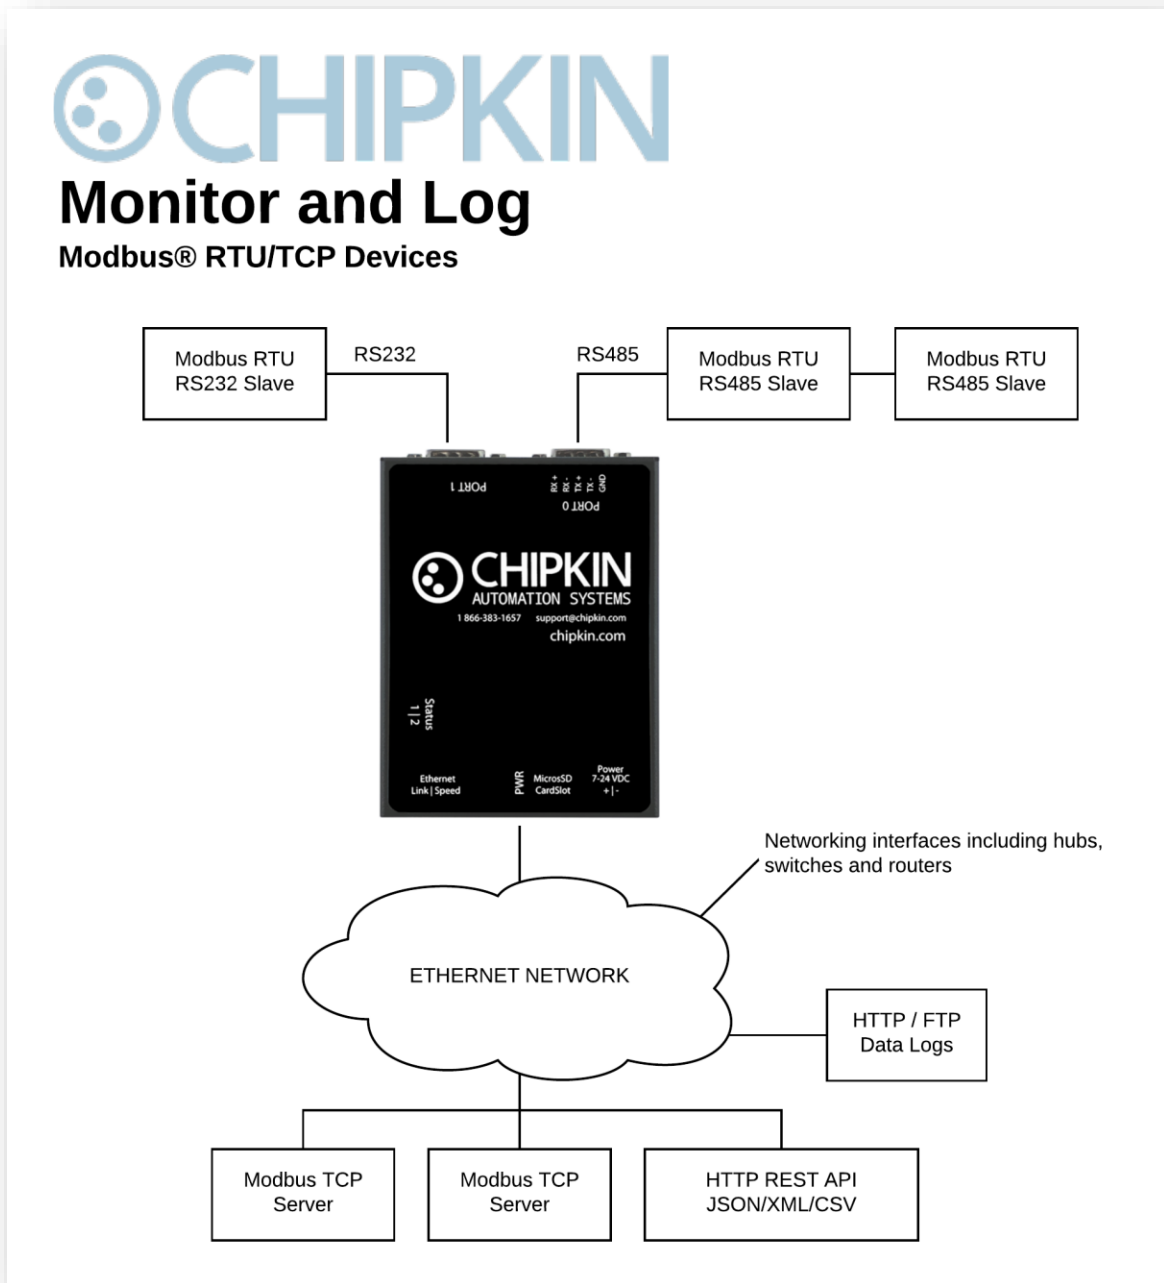 CHIPKIN
Monitor and Log
Modbus® RTU/TCP Devices
Modbus RTU
RS232 Slave
RS232
RS485
Modbus RTU
RS485 Slave
Modbus RTU
RS485 Slave
PORT 1
RX +
RX -
TX +
TX -
GND
PORT 0
CHIPKIN
AUTOMATION SYSTEMS
1 866-383-1657 support@chipkin.com
chipkin.com
Status
1 | 2
Ethernet
Link | Speed
PWR
MicrosSD
CardSlot
Power
7-24 VDC
+ | -
Networking interfaces including hubs,
switches and routers
ETHERNET NETWORK
HTTP / FTP
Data Logs
Modbus TCP
Server
Modbus TCP
Server
HTTP REST API
JSON/XML/CSV